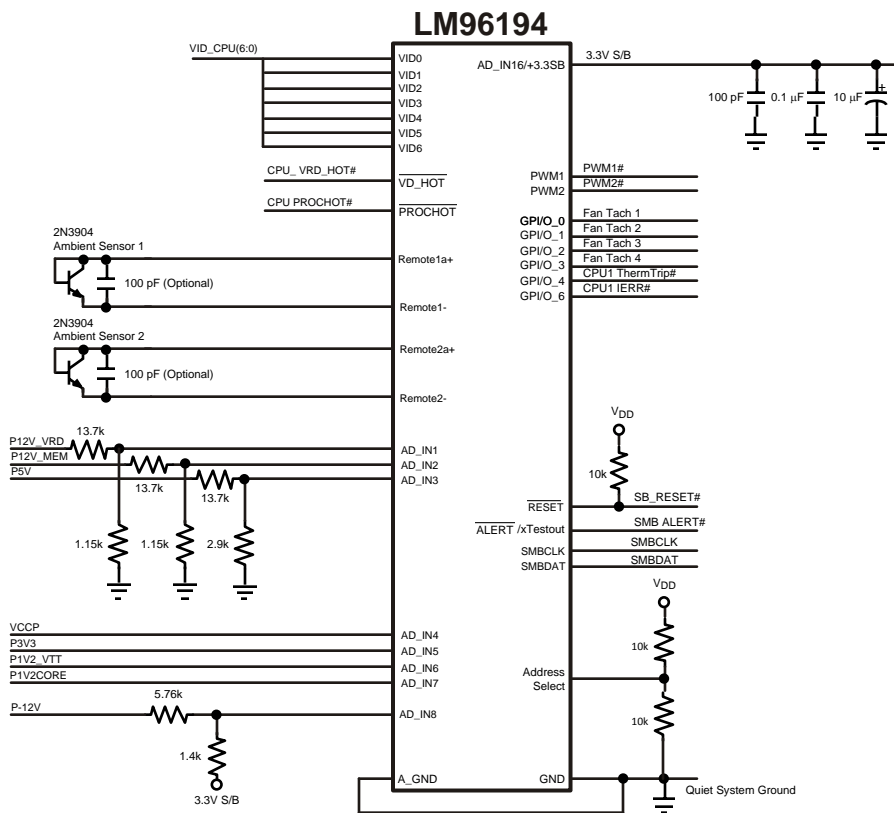 LM96194
VID_CPU(6:0)
VID0
VID1
VID2
VID3
VID4
VID5
VID6
AD_IN16/+3.3SB
3.3V S/B
100 pF
0.1 μF
10 μF
+
CPU_ VRD_HOT#
VD_HOT
CPU PROCHOT#
PROCHOT
PWM1
PWM1#
PWM2
PWM2#
GPI/O_0
Fan Tach 1
GPI/O_1
Fan Tach 2
GPI/O_2
Fan Tach 3
GPI/O_3
Fan Tach 4
GPI/O_4
CPU1 ThermTrip#
GPI/O_6
CPU1 IERR#
2N3904
Ambient Sensor 1
100 pF (Optional)
Remote1a+
Remote1-
2N3904
Ambient Sensor 2
100 pF (Optional)
Remote2a+
Remote2-
P12V_VRD
13.7k
AD_IN1
P12V_MEM
13.7k
AD_IN2
P5V
13.7k
AD_IN3
1.15k
1.15k
2.9k
VDD
10k
RESET
SB_RESET#
ALERT /xTestout
SMB ALERT#
SMBCLK
SMBCLK
SMBDAT
SMBDAT
VDD
10k
Address
Select
10k
VCCP
AD_IN4
P3V3
AD_IN5
P1V2_VTT
AD_IN6
P1V2CORE
AD_IN7
P-12V
5.76k
AD_IN8
1.4k
3.3V S/B
A_GND
GND
Quiet System Ground